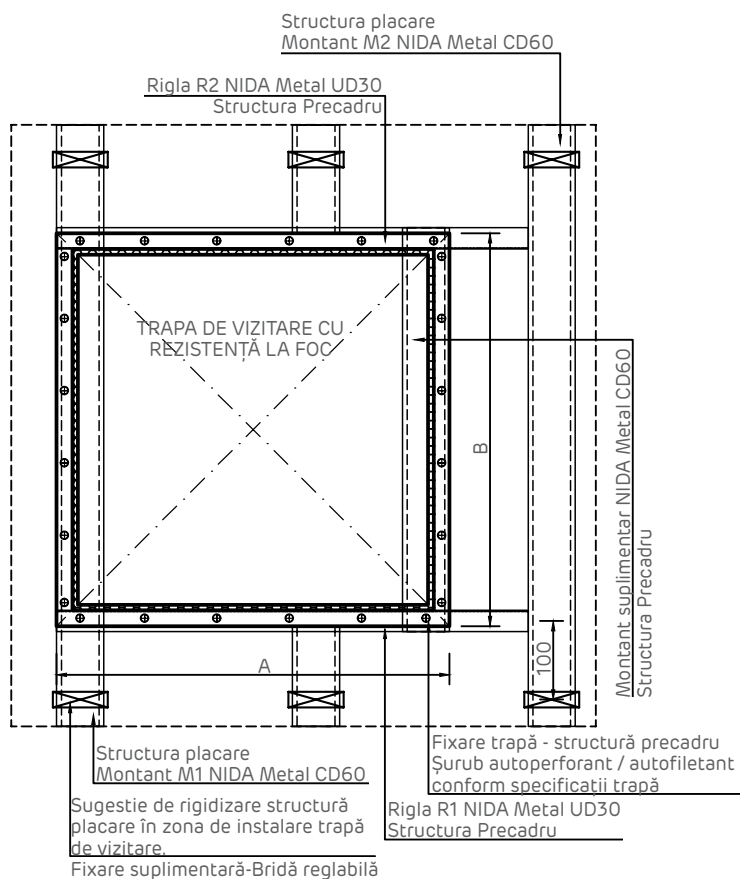 Structura placare
Montant M2 NIDA Metal CD60
Rigla R2 NIDA Metal UD30
Structura Precadru
TRAPA DE VIZITARE CU
REZISTENȚĂ LA FOC
B
Montant suplimentar NIDA Metal CD60
Structura Precadru
100
A
Structura placare
Montant M1 NIDA Metal CD60
Fixare trapă - structură precadru
Șurub autoperforant / autofiletant
conform specificații trapă
Sugestie de rigidizare structură
placare în zona de instalare trapă
de vizitare.
Fixare suplimentară-Bridă reglabilă
Rigla R1 NIDA Metal UD30
Structura Precadru